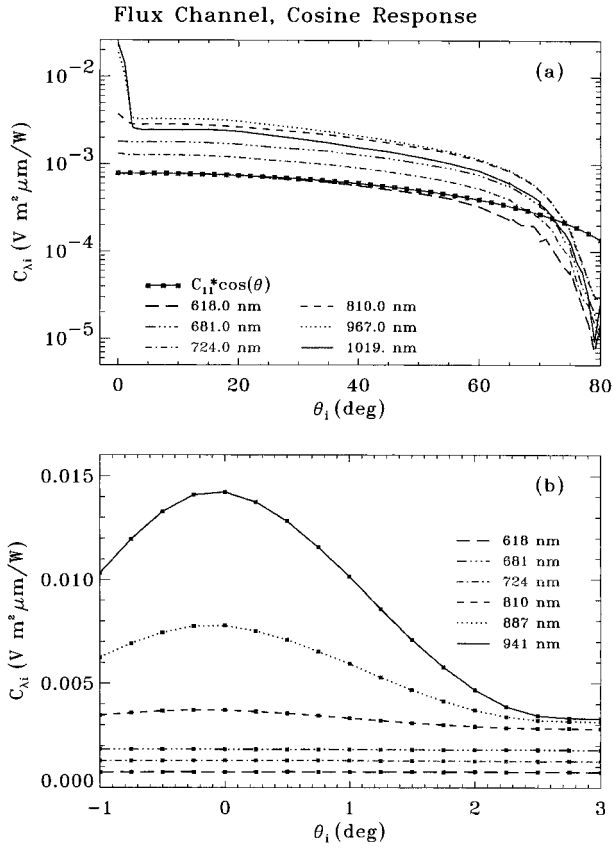 Flux Channel, Cosine Response
(a)
10⁻²
10⁻³
10⁻⁴
10⁻⁵
C_λi (V m² μm/W)
C₁₁*cos(θ)
618.0 nm
681.0 nm
724.0 nm
810.0 nm
967.0 nm
1019. nm
0 20 40 60 80
θ_i (deg)
(b)
0.015
0.010
0.005
0.000
C_λi (V m² μm/W)
618 nm
681 nm
724 nm
810 nm
887 nm
941 nm
-1 0 1 2 3
θ_i (deg)